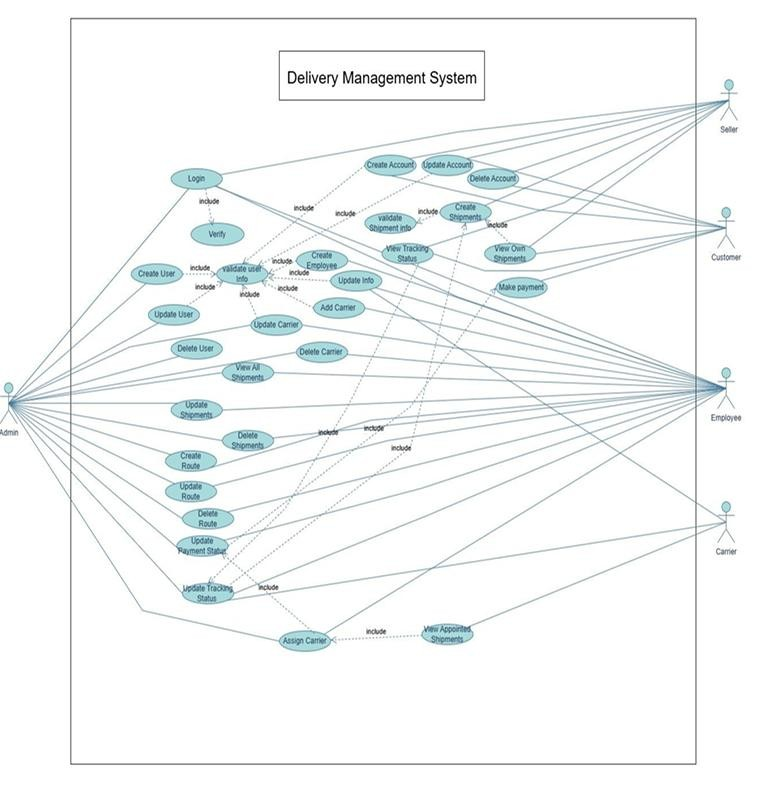 Delivery Management System
Seller
Create Account
Update Account
Delete Account
Login
include
include
include
Create
Shipments
validate
Shipment info
include
include
Verify
Customer
View Tracking
Status
View Own
Shipments
Create
Employee
include
Create User
include
validate user
Info
include
Update Info
Make payment
include
include
Add Carrier
Update User
Update Carrier
Delete User
Delete Carrier
View All
Shipments
Admin
Employee
Update
Shipments
include
include
Delete
Shipments
include
Create
Route
Update
Route
Delete
Route
Update
Payment Status
Carrier
Update Tracking
Status
include
Assign Carrier
include
View Appointed
Shipments